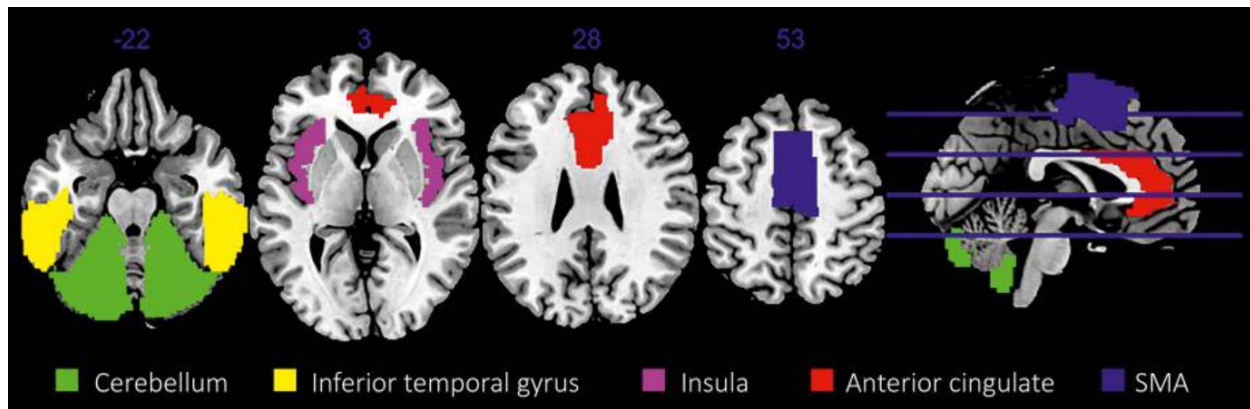 -22 3 28 53
Cerebellum Inferior temporal gyrus Insula Anterior cingulate SMA